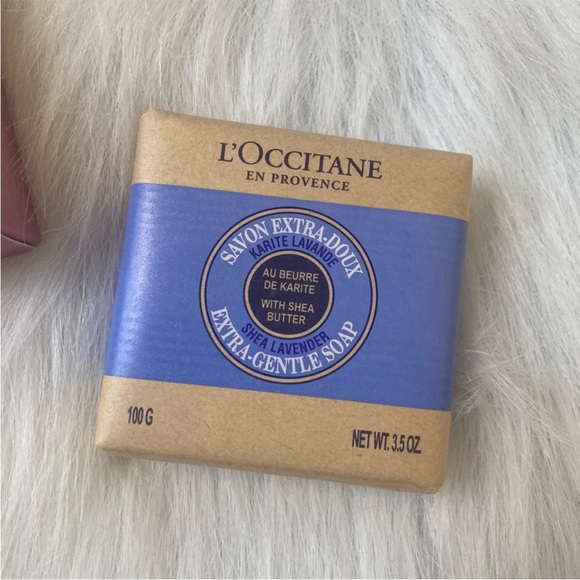 L'OCCITANE
EN PROVENCE
SAVON EXTRA-DOUX
KARITE LAVANDE
AU BEURRE
DE KARITE
WITH SHEA
BUTTER
SHEA LAVENDER
EXTRA-GENTLE SOAP
100 G
NET WT. 3.5 OZ.